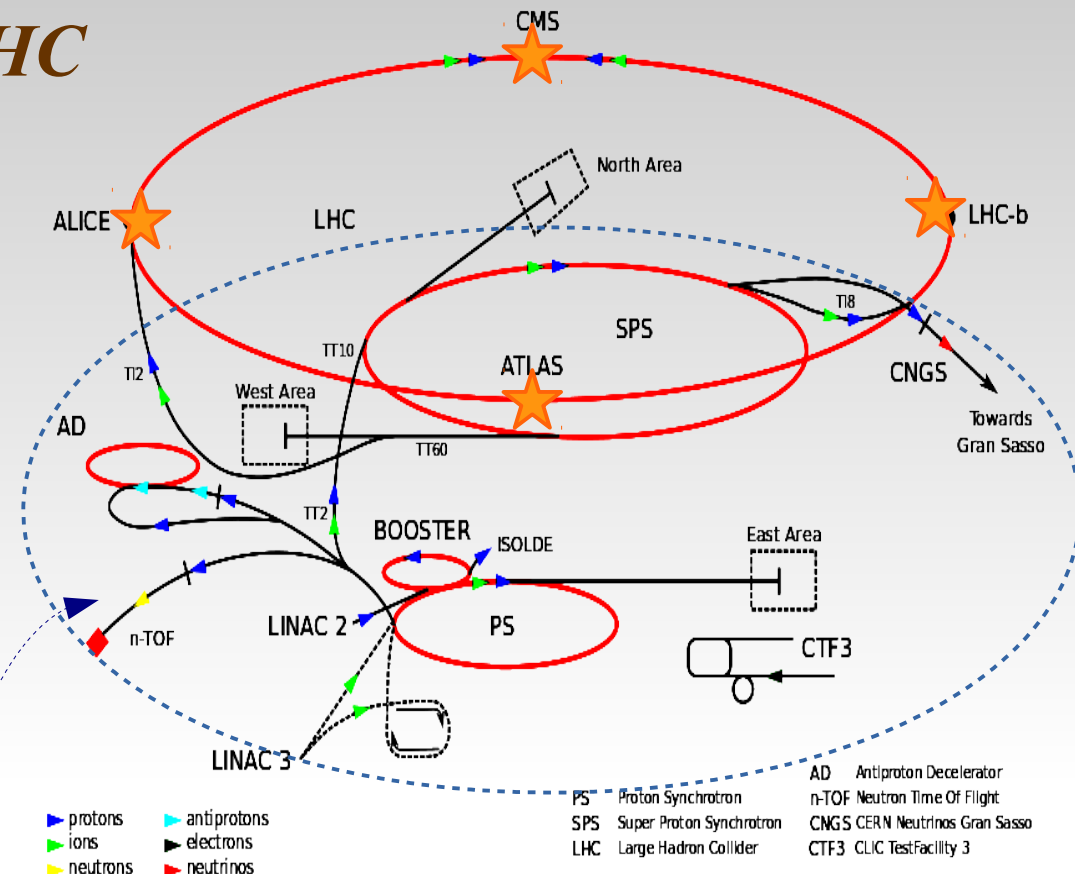 HC
CMS
North Area
ALICE
LHC
LHC-b
TI8
SPS
TT10
ATLAS
CNGS
TI2
West Area
Towards
Gran Sasso
AD
TT60
TT2
BOOSTER
ISOLDE
East Area
LINAC 2
PS
n-TOF
CTF3
LINAC 3
protons
ions
neutrons
antiprotons
electrons
neutrinos
PS Proton Synchrotron
SPS Super Proton Synchrotron
LHC Large Hadron Collider
AD Antiproton Decelerator
n-TOF Neutron Time Of Flight
CNGS CERN Neutrinos Gran Sasso
CTF3 CLIC TestFacility 3